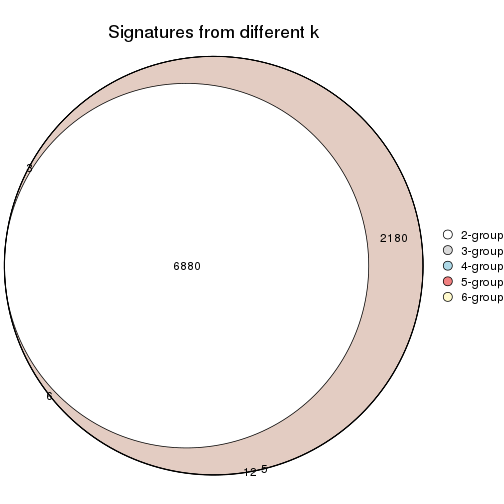 Signatures from different k
3
2180
6880
2-group
3-group
4-group
5-group
6-group
6
12
5